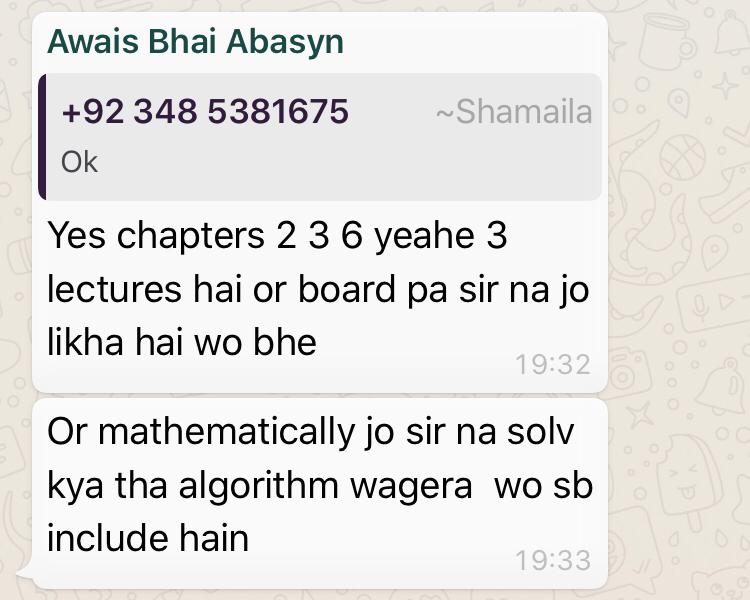 Awais Bhai Abasyn
+92 348 5381675 ~Shamaila
Ok
Yes chapters 2 3 6 yeahe 3
lectures hai or board pa sir na jo
likha hai wo bhe
19:32
Or mathematically jo sir na solv
kya tha algorithm wagera  wo sb
include hain
19:33